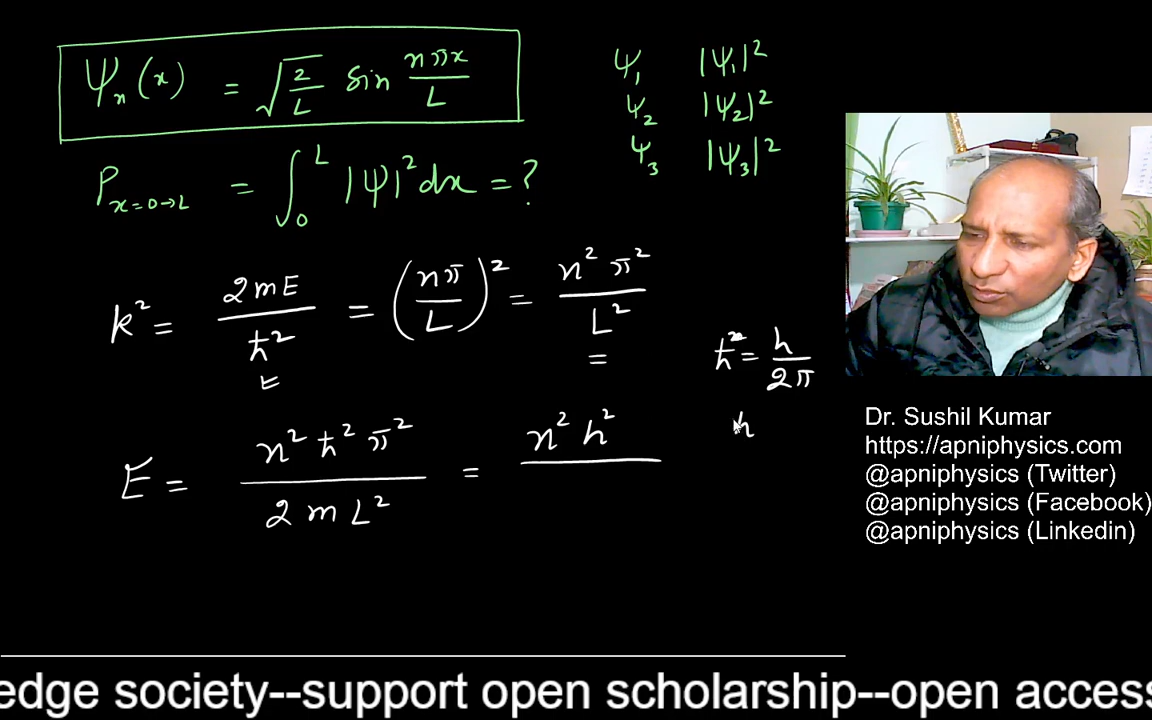 ψₙ(x) = √(2/L) sin nπx/L
ψ₁ |ψ₁|²
ψ₂ |ψ₂|²
ψ₃ |ψ₃|²
P x=0→L = ∫₀ᴸ |ψ|² dx = ?
k² = 2mE/ħ² = (nπ/L)² = n²π²/L²
=
ħ² = h/2π
E = n²ħ²π²/2mL² = n²h²
ħ
Dr. Sushil Kumar
https://apniphysics.com
@apniphysics (Twitter)
@apniphysics (Facebook)
@apniphysics (Linkedin)
edge society--support open scholarship--open access